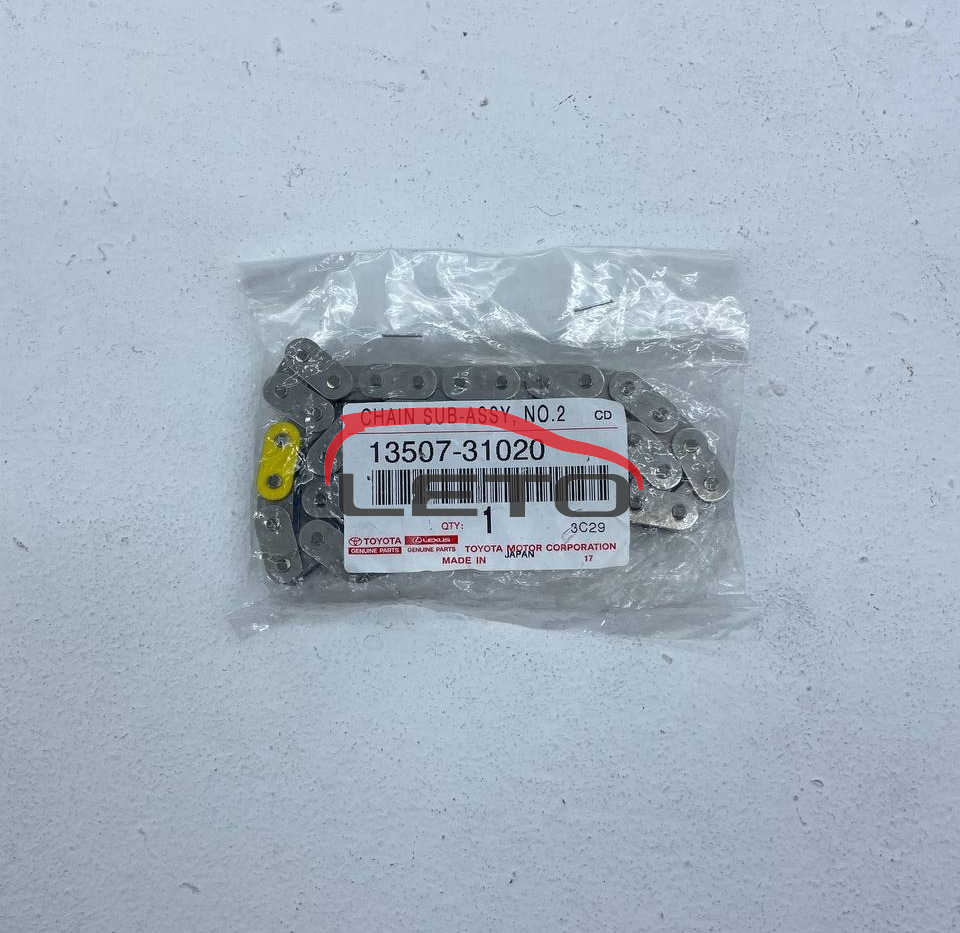 CHAIN SUB-ASSY, NO.2 CD
13507-31020
LETO
QTY: 1 3C29
TOYOTA LEXUS
GENUINE PARTS GENUINE PARTS TOYOTA MOTOR CORPORATION
MADE IN JAPAN 17